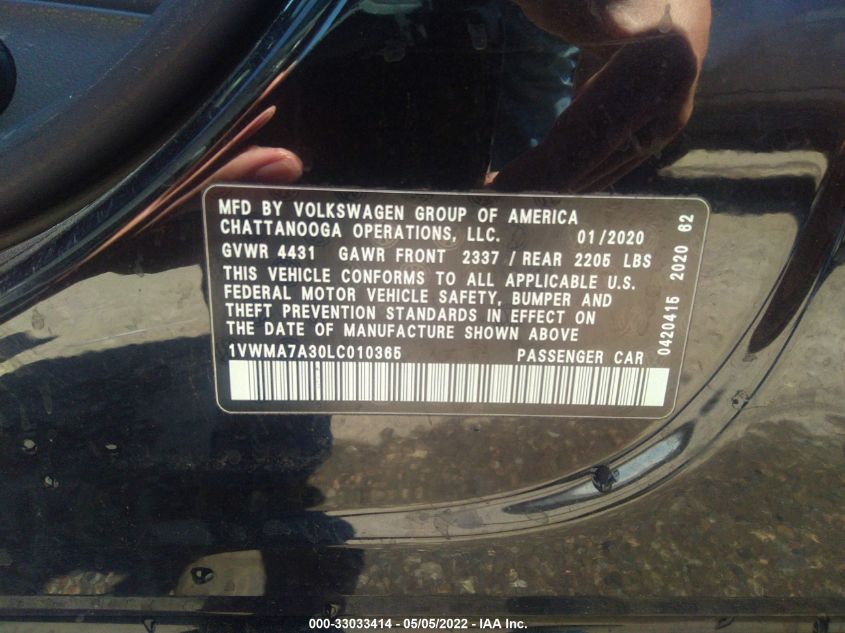 MFD BY VOLKSWAGEN GROUP OF AMERICA
CHATTANOOGA OPERATIONS, LLC. 01/2020
GVWR 4431 GAWR FRONT 2337 / REAR 2205 LBS
THIS VEHICLE CONFORMS TO ALL APPLICABLE U.S.
FEDERAL MOTOR VEHICLE SAFETY, BUMPER AND
THEFT PREVENTION STANDARDS IN EFFECT ON
THE DATE OF MANUFACTURE SHOWN ABOVE
1VWMA7A30LC010365 PASSENGER CAR
0420415 2020 62
000-33033414 - 05/05/2022 - IAA Inc.